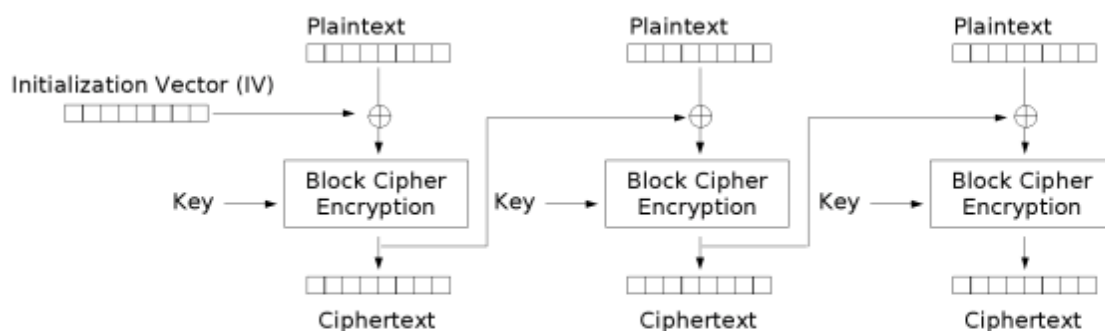 Plaintext
Plaintext
Plaintext
Initialization Vector (IV)
Key
Block Cipher
Encryption
Key
Block Cipher
Encryption
Key
Block Cipher
Encryption
Ciphertext
Ciphertext
Ciphertext